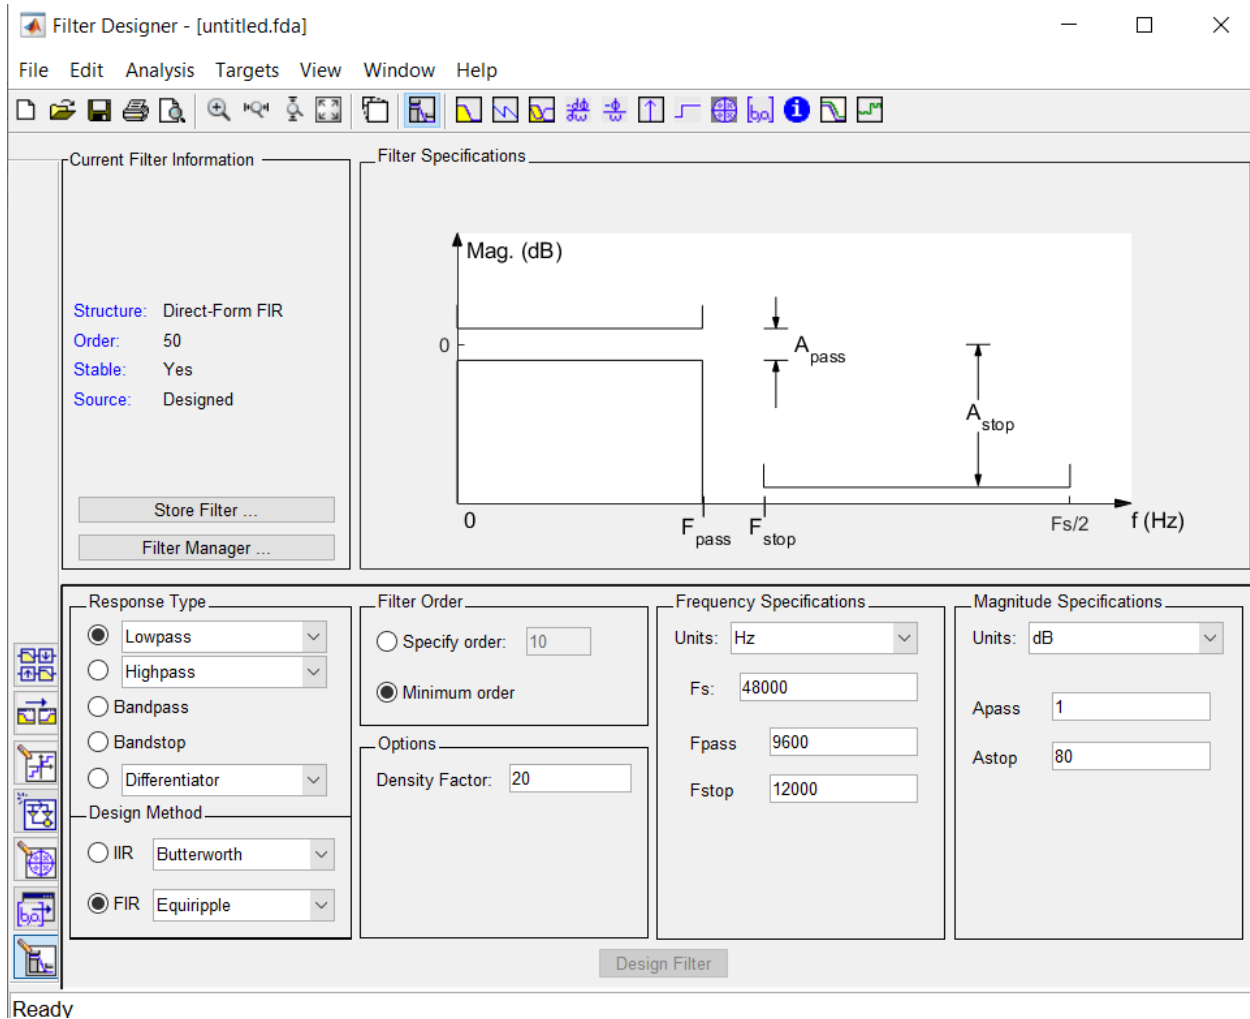 Filter Designer - [untitled.fda]
File Edit Analysis Targets View Window Help
Current Filter Information
Structure: Direct-Form FIR
Order: 50
Stable: Yes
Source: Designed
Store Filter ...
Filter Manager ...
Filter Specifications
Mag. (dB)
0
A pass
A stop
0
F pass
F stop
Fs/2
f (Hz)
Response Type
Lowpass
Highpass
Bandpass
Bandstop
Differentiator
Design Method
IIR Butterworth
FIR Equiripple
Filter Order
Specify order: 10
Minimum order
Options
Density Factor: 20
Frequency Specifications
Units: Hz
Fs: 48000
Fpass 9600
Fstop 12000
Magnitude Specifications
Units: dB
Apass 1
Astop 80
Design Filter
Ready